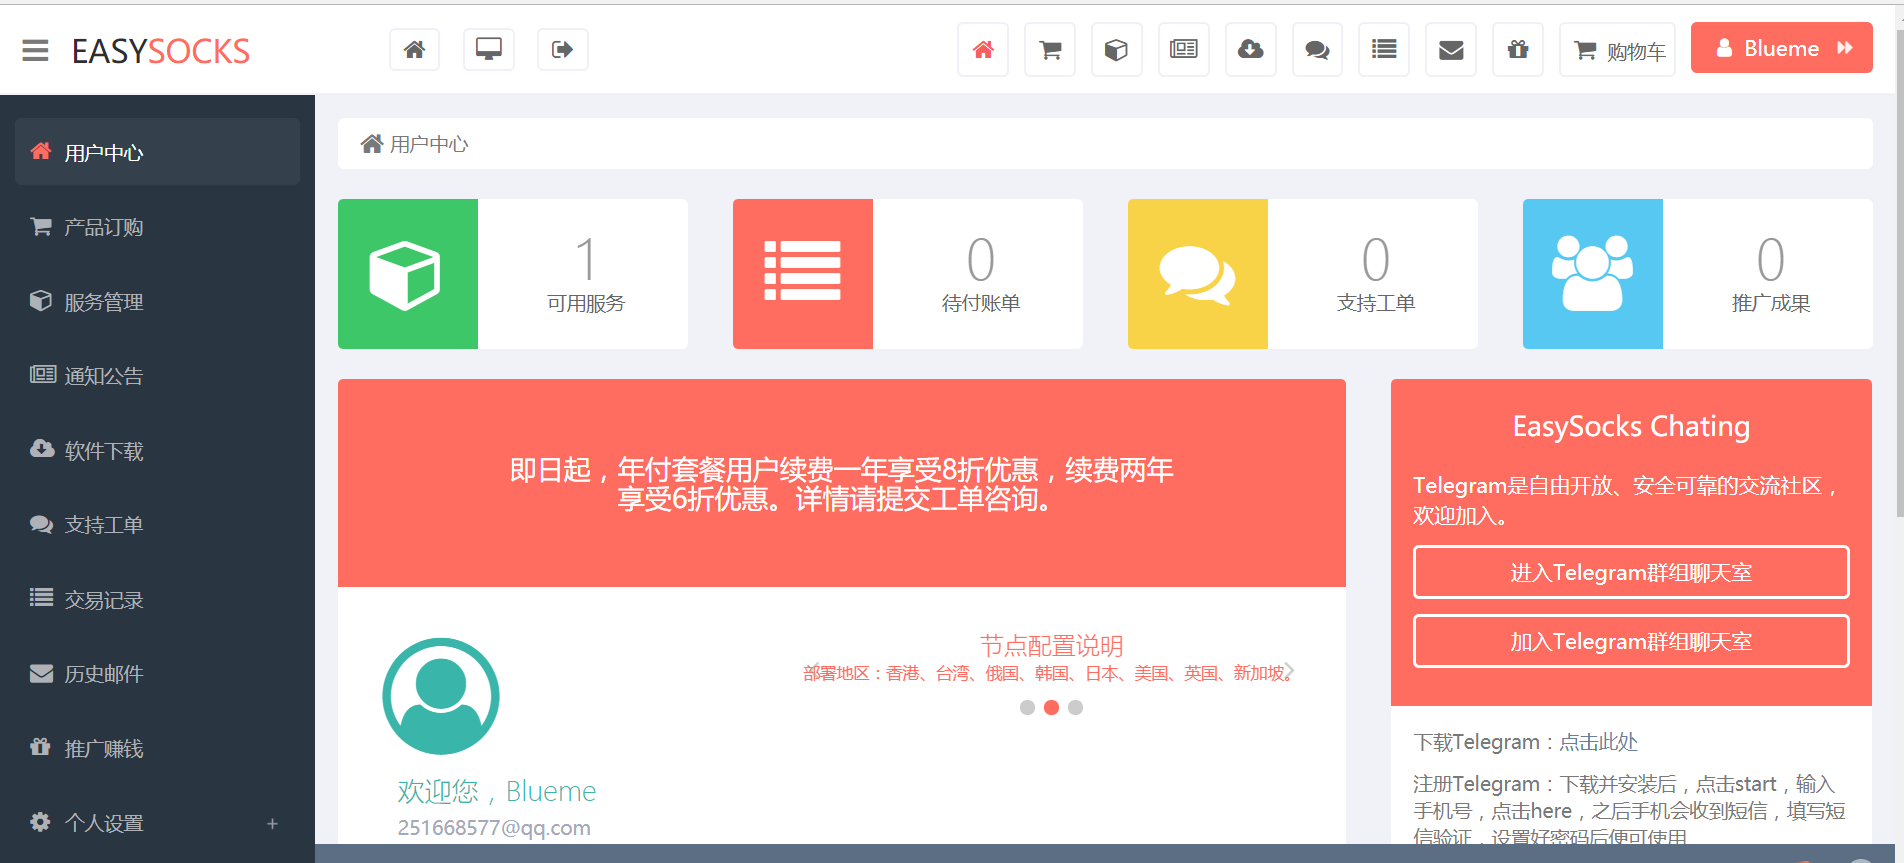 EASYSOCKS
购物车
Blueme
用户中心
产品订购
服务管理
通知公告
软件下载
支持工单
交易记录
历史邮件
推广赚钱
个人设置 +
用户中心
1
可用服务
0
待付账单
0
支持工单
0
推广成果
即日起，年付套餐用户续费一年享受8折优惠，续费两年
享受6折优惠。详情请提交工单咨询。
节点配置说明
部署地区：香港、台湾、俄国、韩国、日本、美国、英国、新加坡。
欢迎您，Blueme
251668577@qq.com
EasySocks Chating
Telegram是自由开放、安全可靠的交流社区，
欢迎加入。
进入Telegram群组聊天室
加入Telegram群组聊天室
下载Telegram：点击此处
注册Telegram：下载并安装后，点击start，输入
手机号，点击here，之后手机会收到短信，填写短
信验证，设置好密码后便可使用